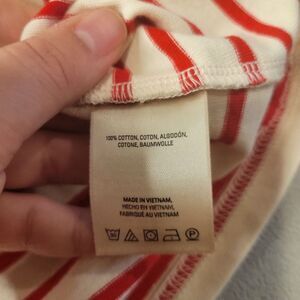 100% COTTON, COTON, ALGODÓN,
COTONE, BAUMWOLLE
MADE IN VIETNAM,
HECHO EN VIETNAM,
FABRIQUÉ AU VIETNAM